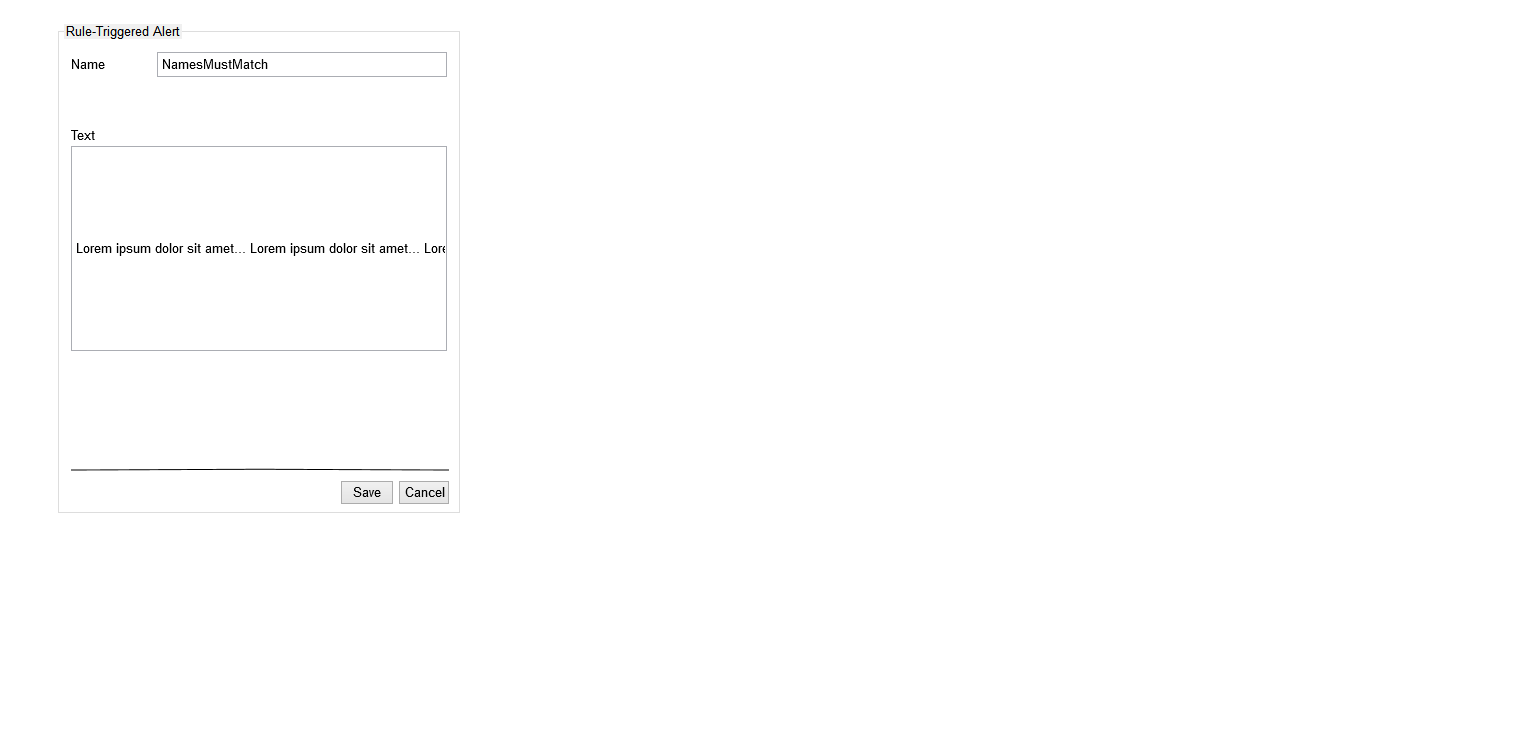 Rule-Triggered Alert
Name
NamesMustMatch
Text
Lorem ipsum dolor sit amet... Lorem ipsum dolor sit amet... Lore
Save
Cancel